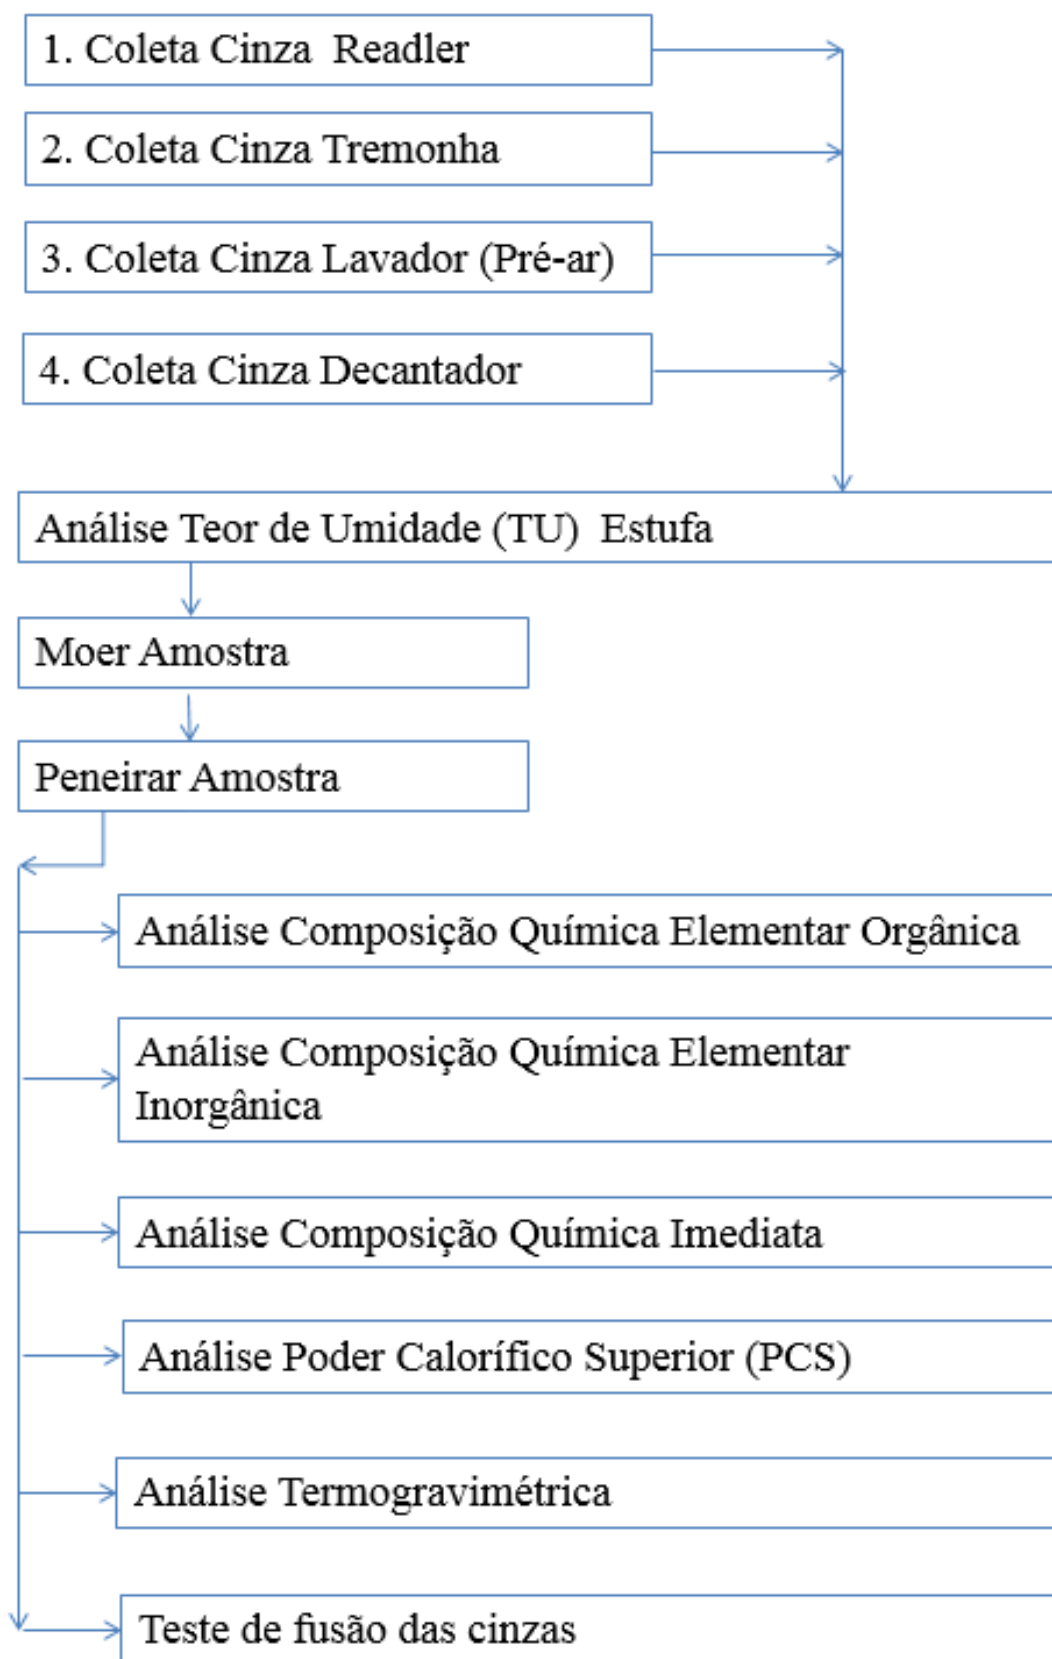 1. Coleta Cinza Readler
2. Coleta Cinza Tremonha
3. Coleta Cinza Lavador (Pré-ar)
4. Coleta Cinza Decantador
Análise Teor de Umidade (TU) Estufa
Moer Amostra
Peneirar Amostra
Análise Composição Química Elementar Orgânica
Análise Composição Química Elementar
Inorgânica
Análise Composição Química Imediata
Análise Poder Calorífico Superior (PCS)
Análise Termogravimétrica
Teste de fusão das cinzas